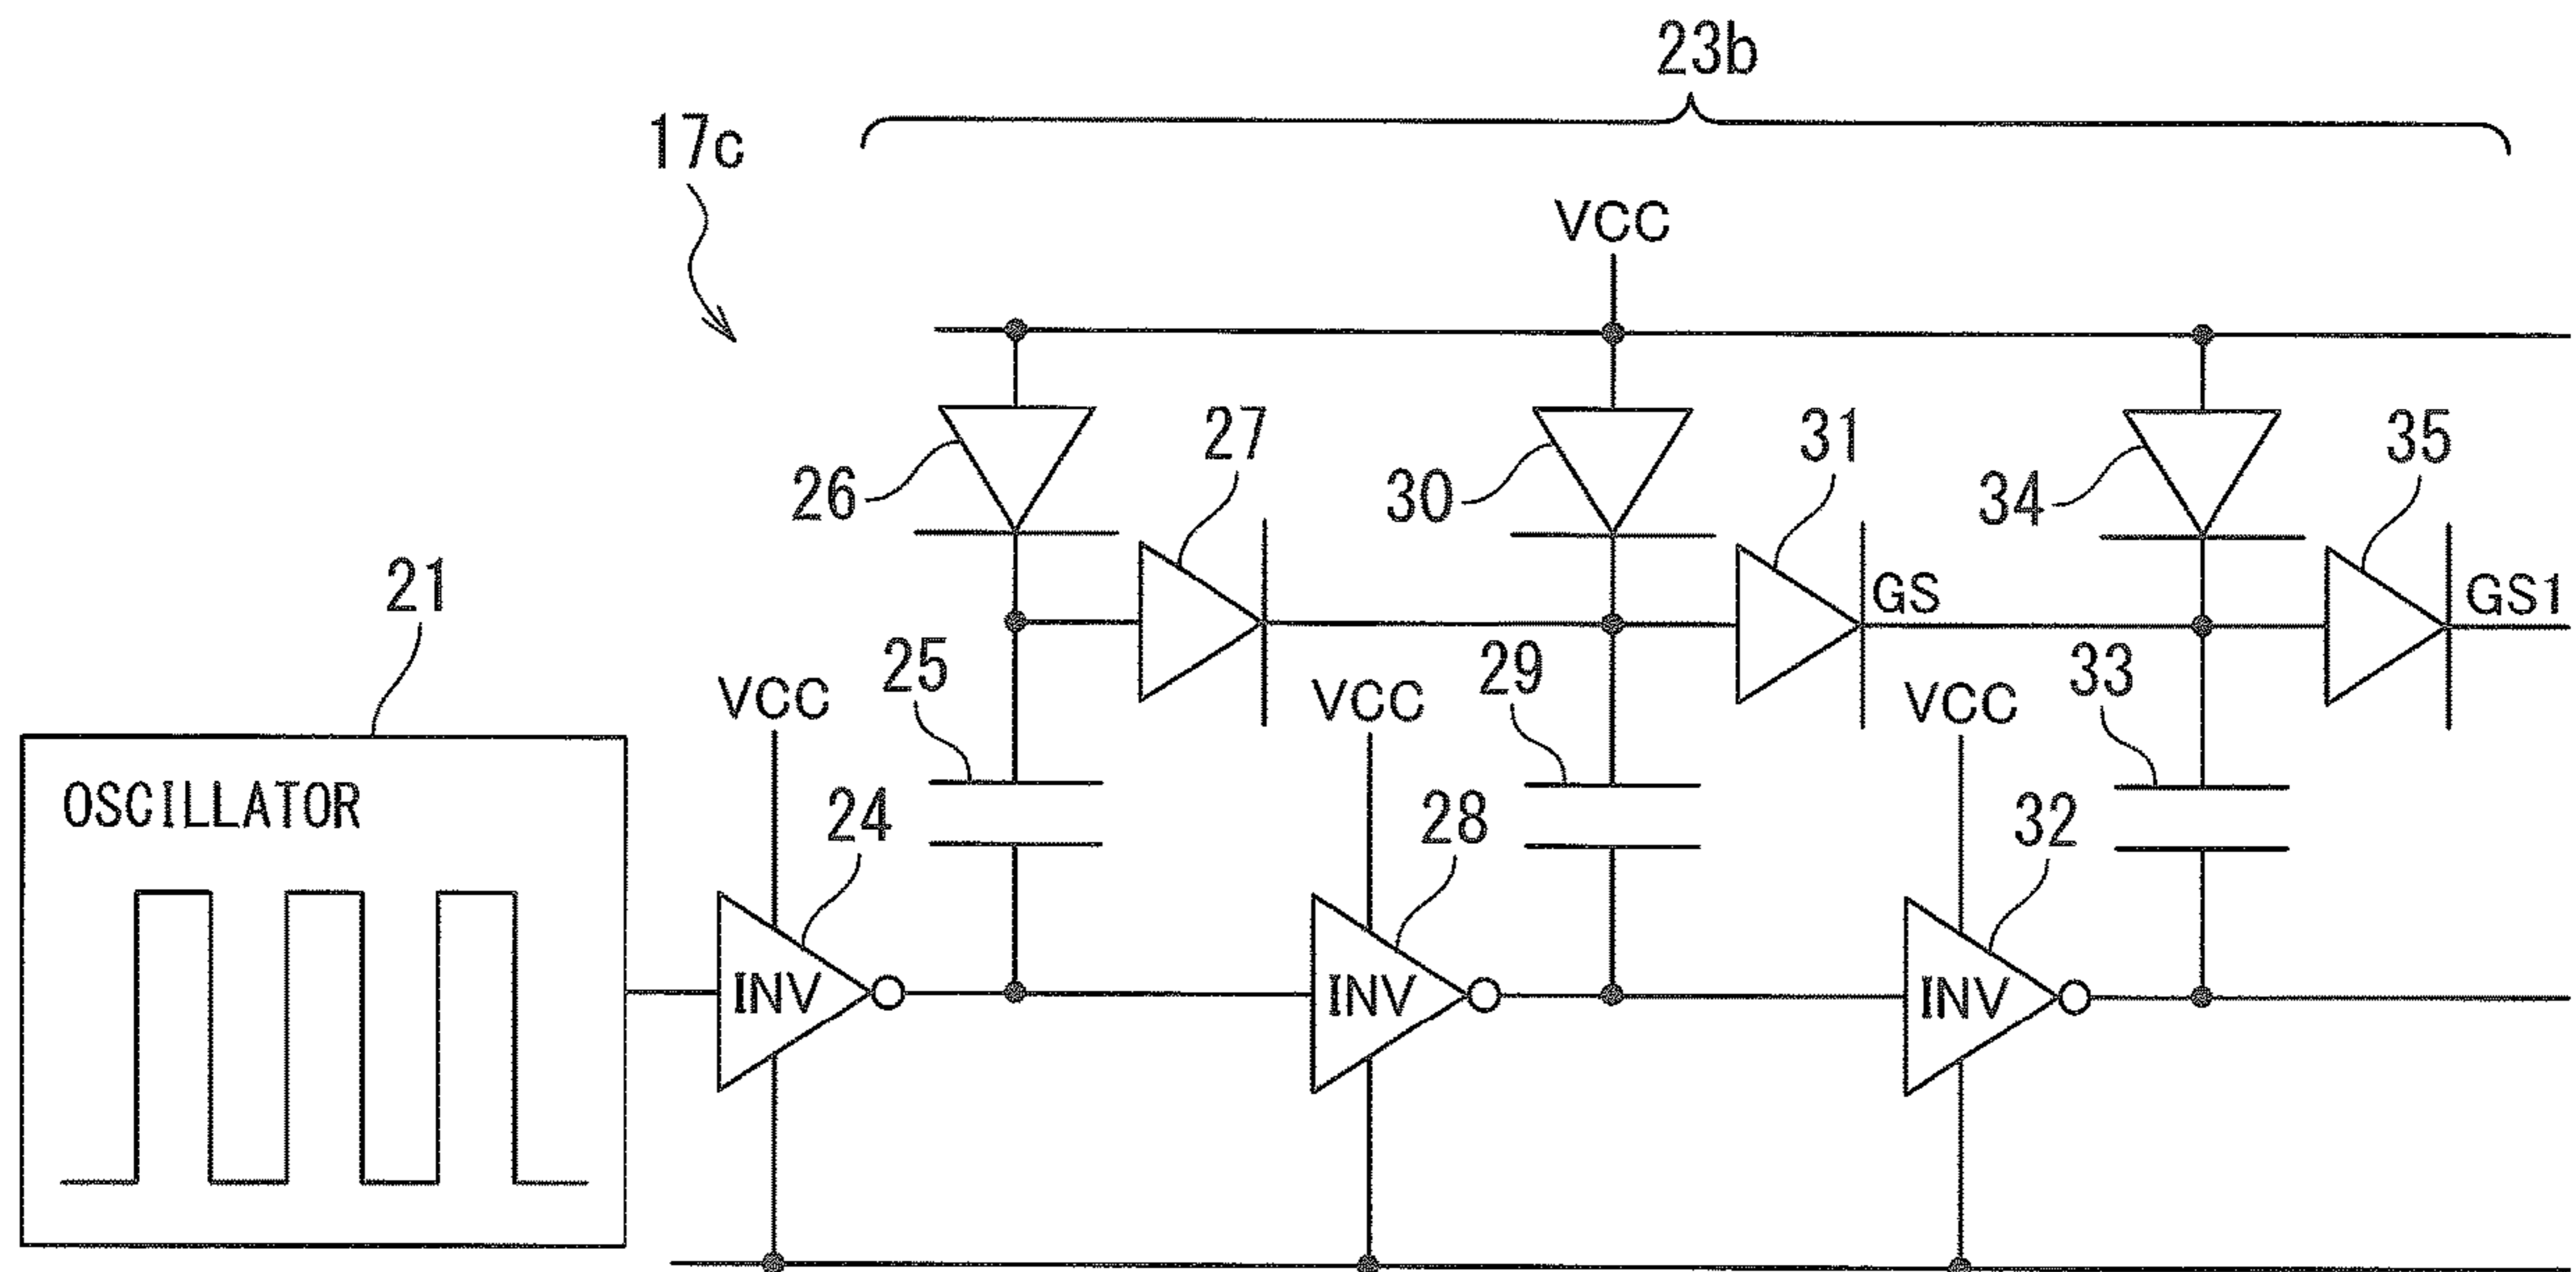 23b
17c
VCC
26
27
30
31
34
35
GS
GS1
21
25
29
33
VCC
VCC
VCC
OSCILLATOR
24
28
32
INV
INV
INV